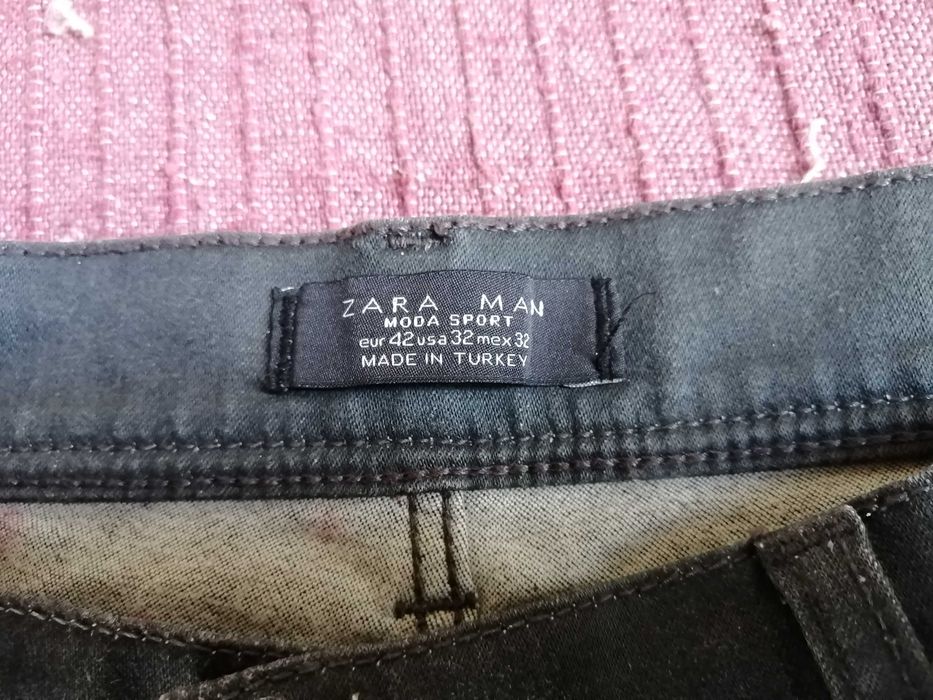 ZARA MAN
MODA SPORT
eur 42 usa 32 mex 32
MADE IN TURKEY